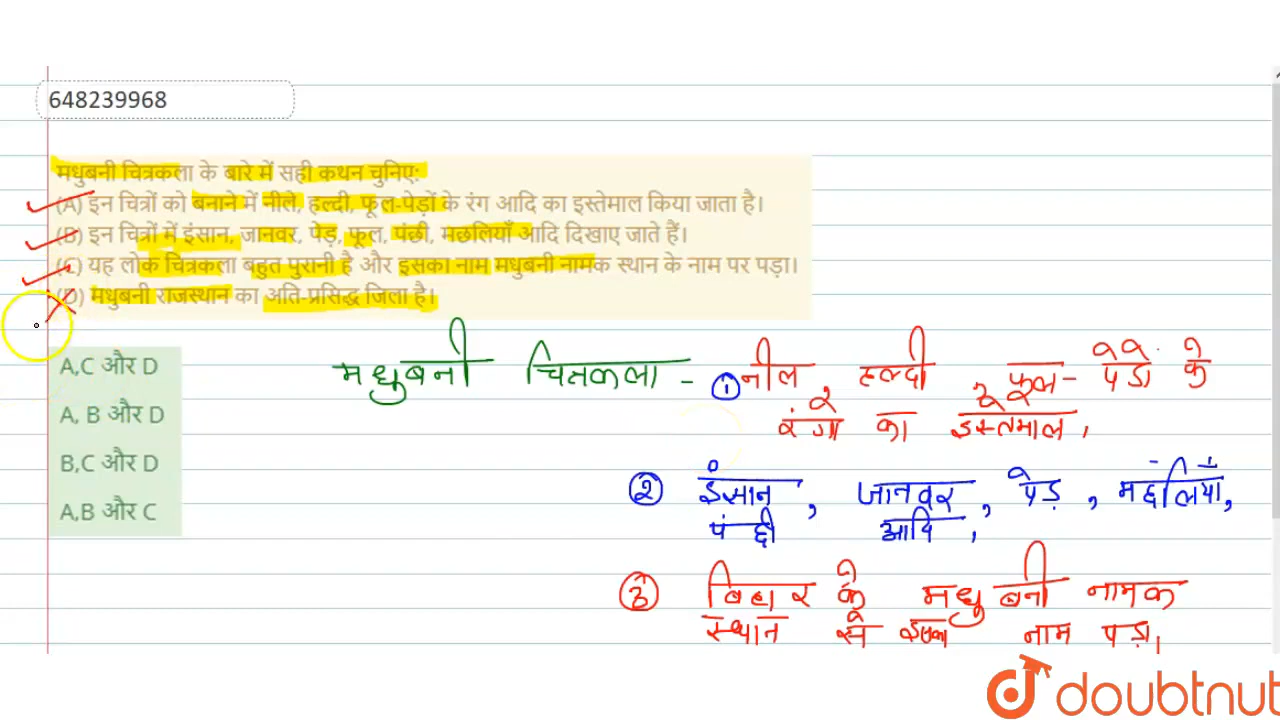 648239968
मधुबनी चित्रकला के बारे में सही कथन चुनिए:
(A) इन चित्रों को बनाने में नीले, हल्दी, फूल-पेड़ों के रंग आदि का इस्तेमाल किया जाता है।
(B) इन चित्रों में इंसान, जानवर, पेड़, फूल, पंछी, मछलियाँ आदि दिखाए जाते हैं।
(C) यह लोक चित्रकला बहुत पुरानी है और इसका नाम मधुबनी नामक स्थान के नाम पर पड़ा।
(D) मधुबनी राजस्थान का अति-प्रसिद्ध जिला है।
A,C और D
A, B और D
B,C और D
A,B और C
मधुबनी चित्रकला - ① नील, हल्दी, फूल-पेड़ों के
रंगों का इस्तेमाल।
② इंसान, जानवर, पेड़, मछलियाँ,
पंछी आदि।
③ बिहार के मधुबनी नामक
स्थान से इसका नाम पड़ा।
doubtnut